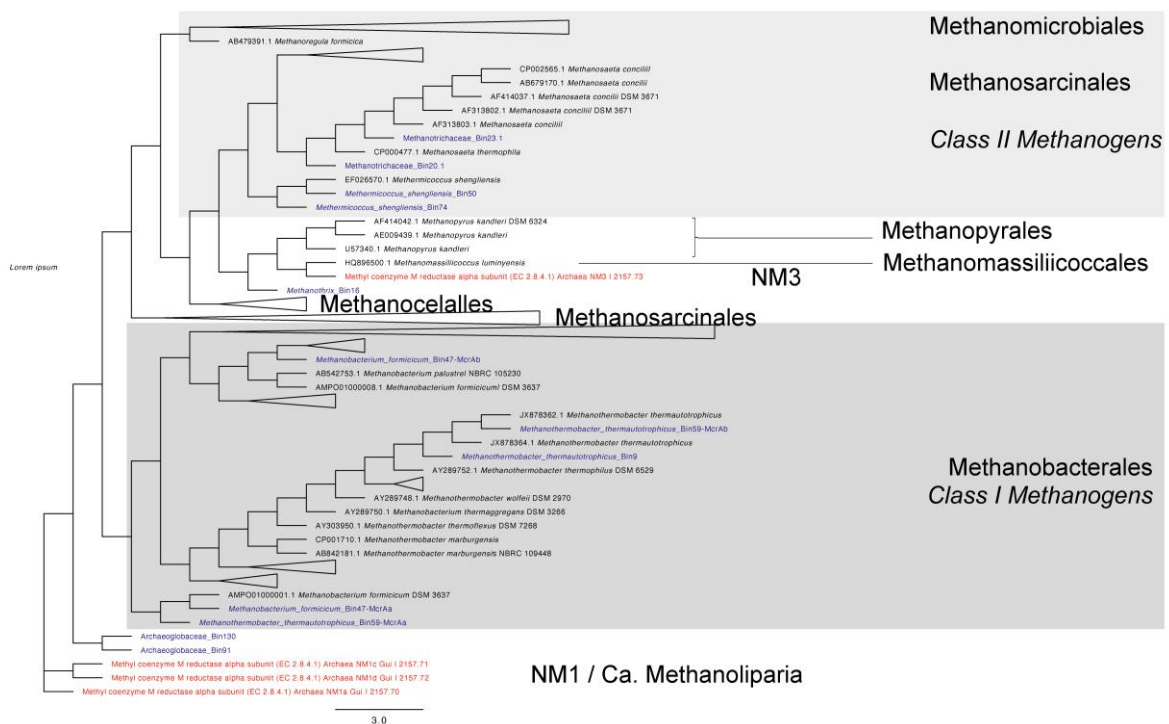 Methanomicrobiales
AB479391.1 Methanoregula formicica
CP002565.1 Methanosaeta conciliil
AB679170.1 Methanosaeta concilii
Methanosarcinales
AF414037.1 Methanosaeta concilii DSM 3671
AF313802.1 Methanosaeta conciliil DSM 3671
AF313803.1 Methanosaeta conciliil
Methanotrichaceae_Bin23.1
Class II Methanogens
CP000477.1 Methanosaeta thermophila
Methanotrichaceae_Bin20.1
EF026570.1 Methermicoccus shengliensis
Methermicoccus_shengliensis_Bin50
Methermicoccus_shengliensis_Bin74
AF414042.1 Methanopyrus kandleri DSM 6324
AE009439.1 Methanopyrus kandleri
Methanopyrales
U57340.1 Methanopyrus kandleri
HQ896500.1 Methanomassiliicoccus luminyensis
Methanomassiliicoccales
Lorem ipsum
Methyl coenzyme M reductase alpha subunit (EC 2.8.4.1) Archaea NM3 I 2157.73
NM3
Methanothrix_Bin16
Methanocelalles
Methanosarcinales
Methanobacterium_formicicum_Bin47-McrAb
AB542753.1 Methanobacterium palustrel NBRC 105230
AMPO01000008.1 Methanobacterium formicicuml DSM 3637
JX878362.1 Methanothermobacter thermautotrophicus
Methanothermobacter_thermautotrophicus_Bin59-McrAb
JX878364.1 Methanothermobacter thermautotrophicus
Methanothermobacter_thermautotrophicus_Bin9
AY289752.1 Methanothermobacter thermophilus DSM 6529
Methanobacterales
Class I Methanogens
AY289748.1 Methanothermobacter wolfeii DSM 2970
AY289750.1 Methanobacterium thermaggregans DSM 3266
AY303950.1 Methanothermobacter thermoflexus DSM 7268
CP001710.1 Methanothermobacter marburgensis
AB842181.1 Methanothermobacter marburgensis NBRC 109448
AMPO01000001.1 Methanobacterium formicicum DSM 3637
Methanobacterium_formicicum_Bin47-McrAa
Methanothermobacter_thermautotrophicus_Bin59-McrAa
Archaeoglobaceae_Bin130
Archaeoglobaceae_Bin91
Methyl coenzyme M reductase alpha subunit (EC 2.8.4.1) Archaea NM1c Gui I 2157.71
Methyl coenzyme M reductase alpha subunit (EC 2.8.4.1) Archaea NM1d Gui I 2157.72
NM1 / Ca. Methanoliparia
Methyl coenzyme M reductase alpha subunit (EC 2.8.4.1) Archaea NM1a Gui I 2157.70
3.0